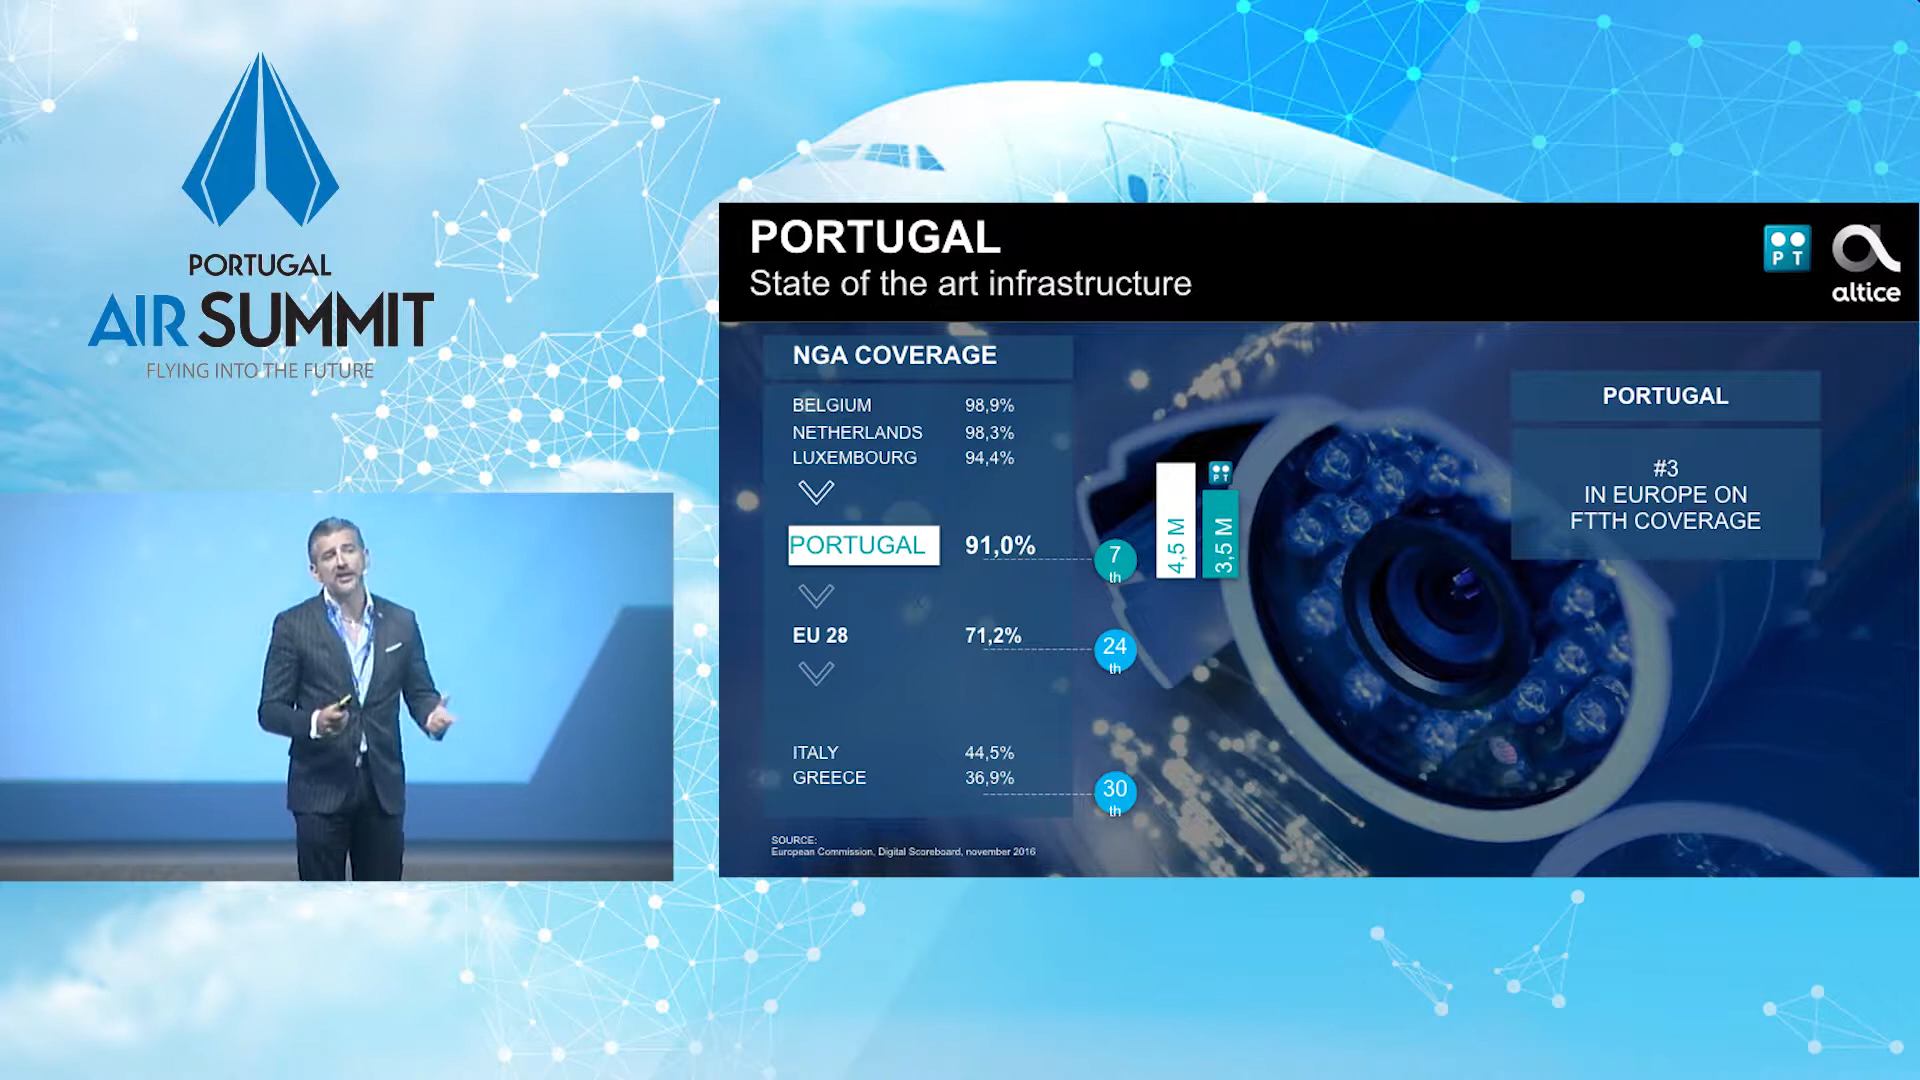 PORTUGAL
AIR SUMMIT
FLYING INTO THE FUTURE
PORTUGAL
State of the art infrastructure
PT
altice
NGA COVERAGE
BELGIUM 98,9%
NETHERLANDS 98,3%
LUXEMBOURG 94,4%
PORTUGAL 91,0%
7
th
4,5 M
PT
3,5 M
EU 28 71,2%
24
th
ITALY 44,5%
GREECE 36,9%
30
th
SOURCE:
European Commission, Digital Scoreboard, november 2016
PORTUGAL
#3
IN EUROPE ON
FTTH COVERAGE